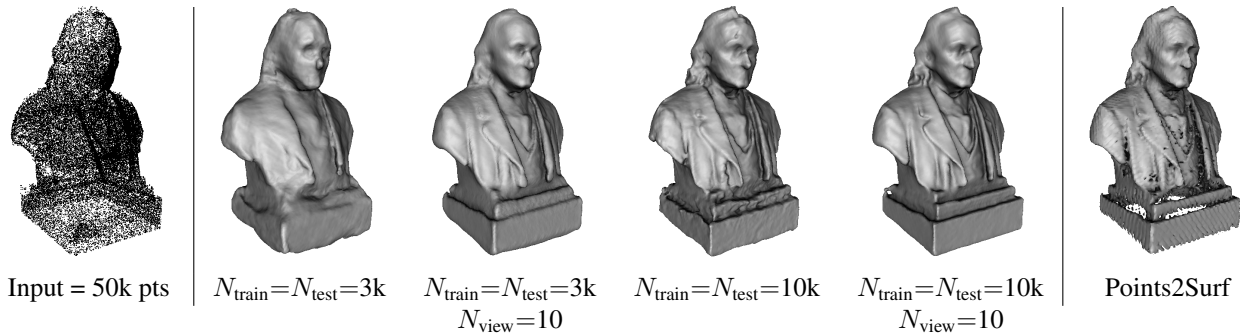 Input = 50k pts
N_train=N_test=3k
N_train=N_test=3k
N_view=10
N_train=N_test=10k
N_train=N_test=10k
N_view=10
Points2Surf